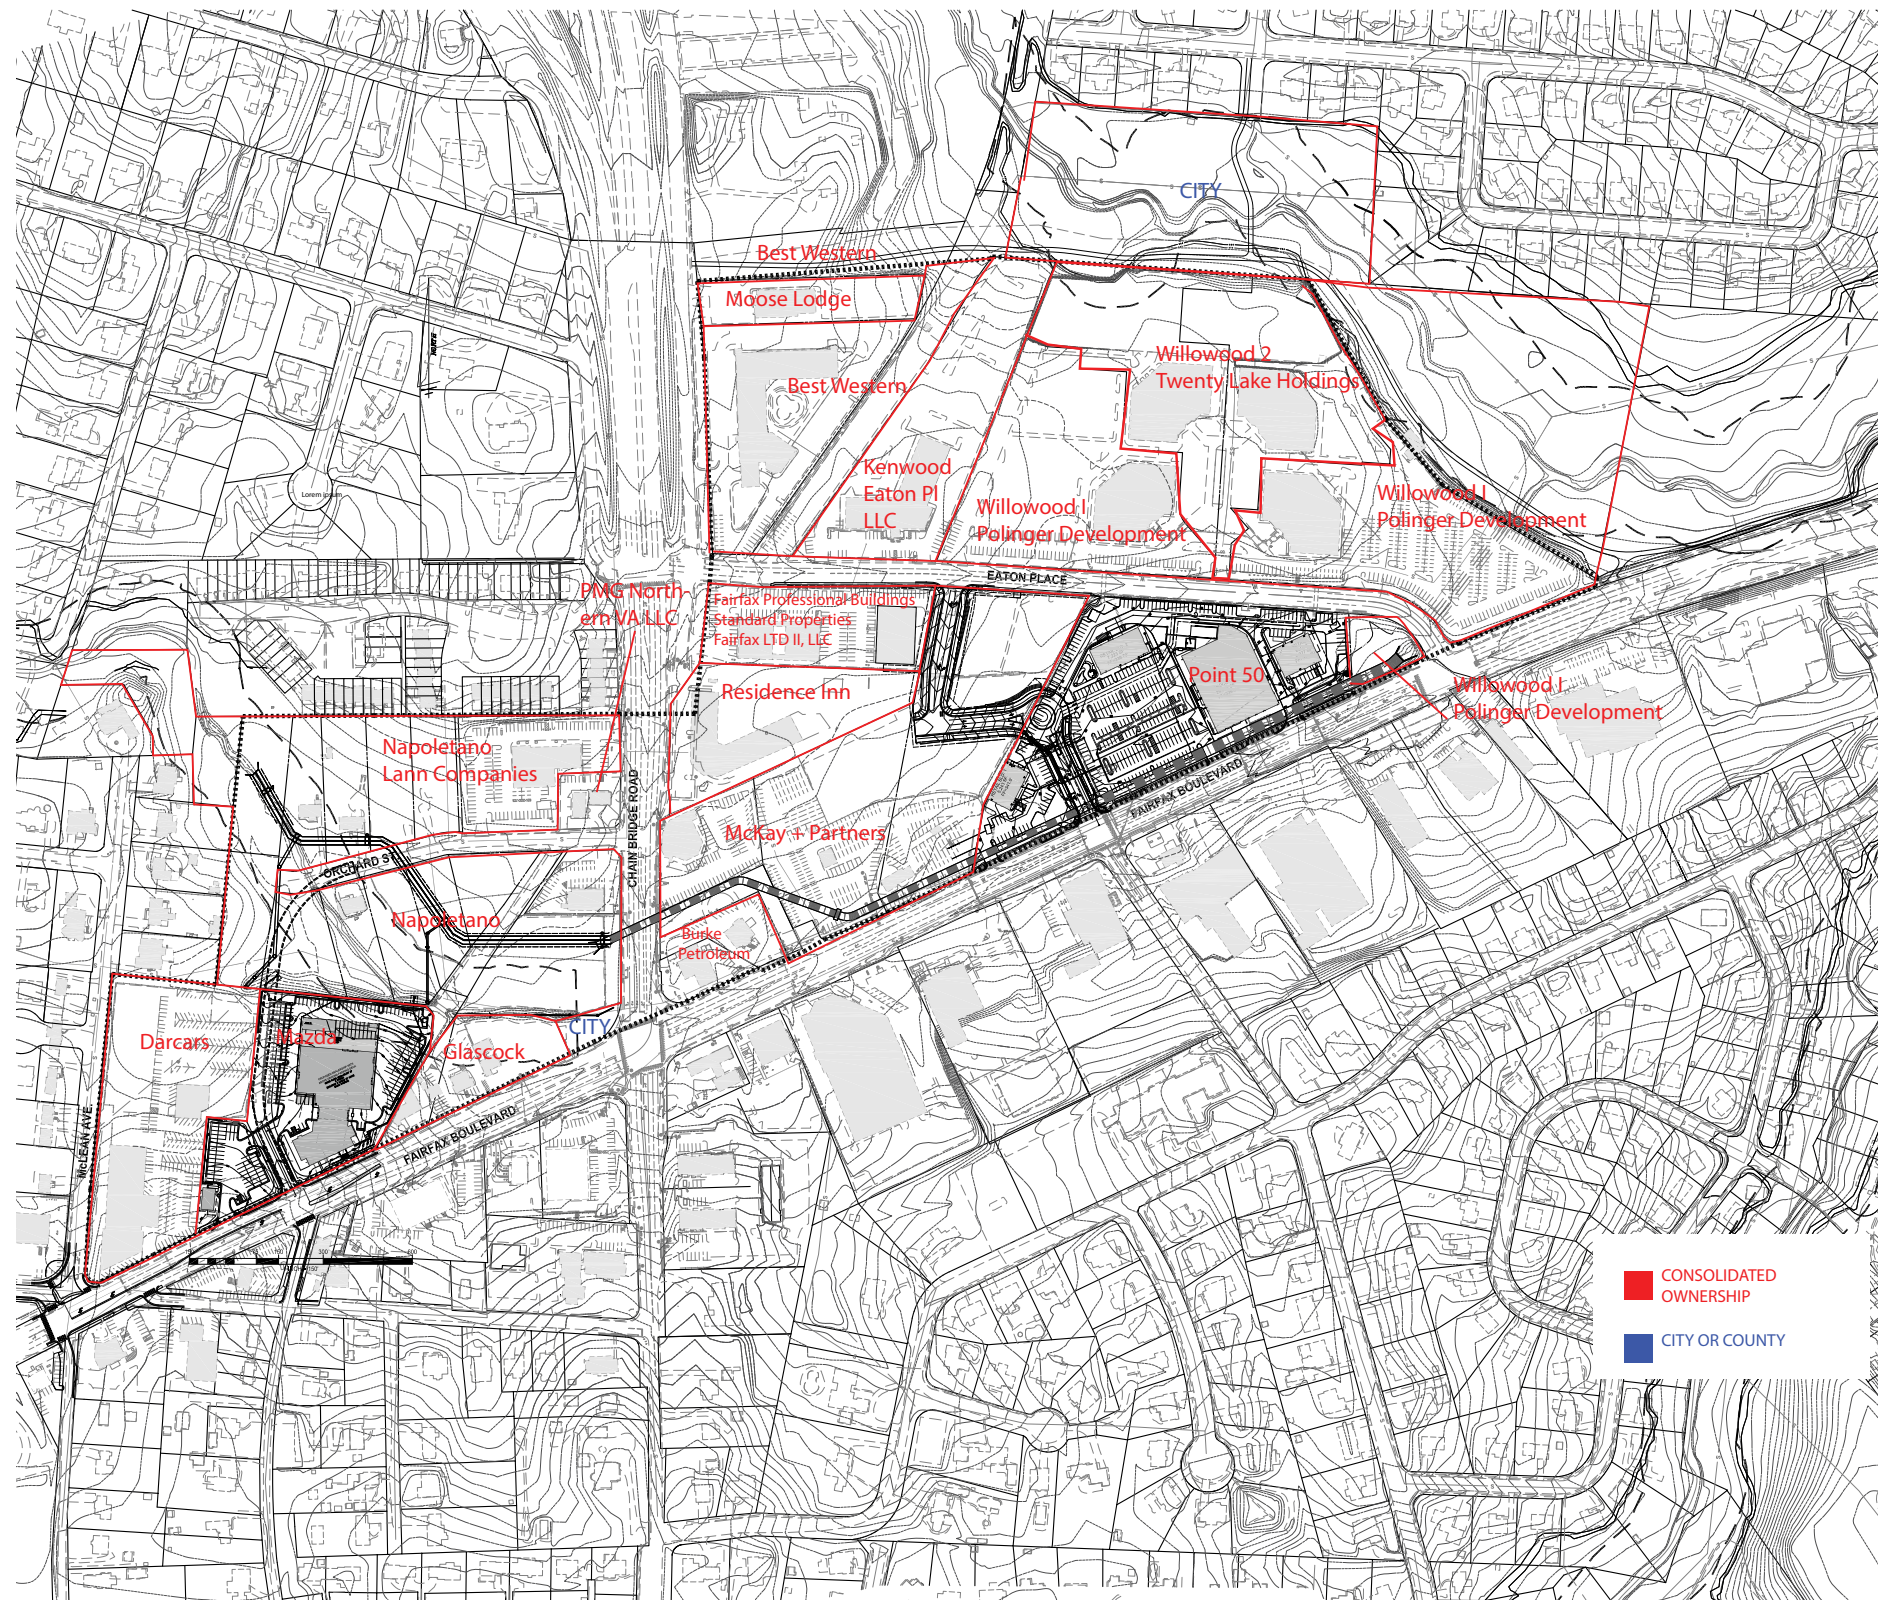 CITY
Best Western
Moose Lodge
Willowood 2
Twenty Lake Holdings
Best Western
Kenwood
Eaton Pl
LLC
Willowood I
Polinger Development
Willowood I
Polinger Development
Lorem ipsum
EATON PLACE
PMG North-
ern VA LLC
Fairfax Professional Buildings
Standard Properties
Fairfax LTD II, LLC
Point 50
Residence Inn
Willowood I
Polinger Development
Napoletano
Lann Companies
CHAIN BRIDGE ROAD
FAIRFAX BOULEVARD
McKay + Partners
ORCHARD ST.
Napoletano
Burke
Petroleum
CITY
Darcars
Mazda
Glascock
McLEAN AVE.
FAIRFAX BOULEVARD
CONSOLIDATED
OWNERSHIP
CITY OR COUNTY